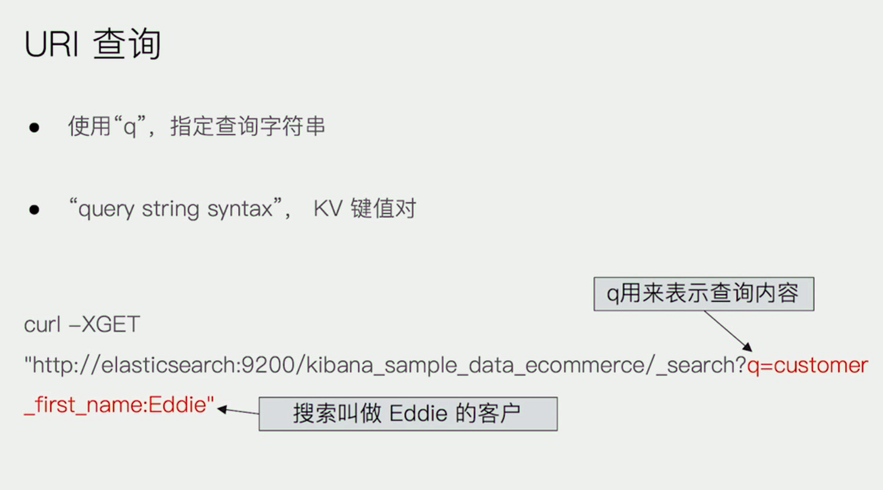 URI 查询
● 使用“q”，指定查询字符串
● “query string syntax”， KV 键值对
q用来表示查询内容
curl –XGET
"http://elasticsearch:9200/kibana_sample_data_ecommerce/_search?q=customer
_first_name:Eddie"
搜索叫做 Eddie 的客户